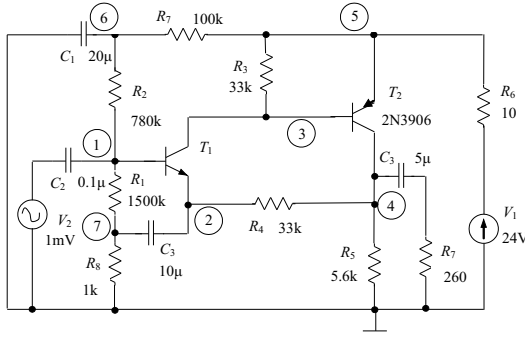 6
R7
100k
5
C1
20μ
R3
33k
R2
780k
T2
2N3906
R6
10
3
1
T1
C2
0.1μ
R1
1500k
C3
5μ
V2
1mV
7
2
R4
33k
4
C3
10μ
V1
24V
R8
1k
R5
5.6k
R7
260